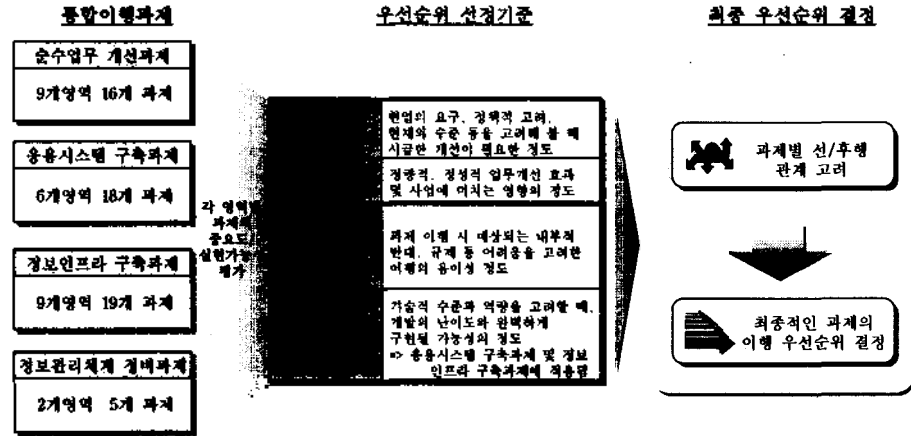 통합이행과제
순수업무 개선과제
9개영역 16개 과제
응용시스템 구축과제
6개영역 18개 과제
정보인프라 구축과제
9개영역 19개 과제
정보관리체계 정비과제
2개영역 5개 과제
각 영역별
과제의
중요도/
실현가능성
평가
우선순위 선정기준
현업의 요구, 정책적 고려,
현재의 수준 등을 고려해 볼 때
시급한 개선이 필요한 정도
정량적, 정성적 업무개선 효과
및 사업에 미치는 영향의 정도
과제 이행 시 예상되는 내부적
반대, 규제 등 어려움을 고려한
이행의 용이성 정도
기술적 수준과 역량을 고려할 때,
개발의 난이도와 완벽하게
구현될 가능성의 정도
=> 응용시스템 구축과제 및 정보
인프라 구축과제에 적용됨
최종 우선순위 결정
과제별 선/후행
관계 고려
최종적인 과제의
이행 우선순위 결정